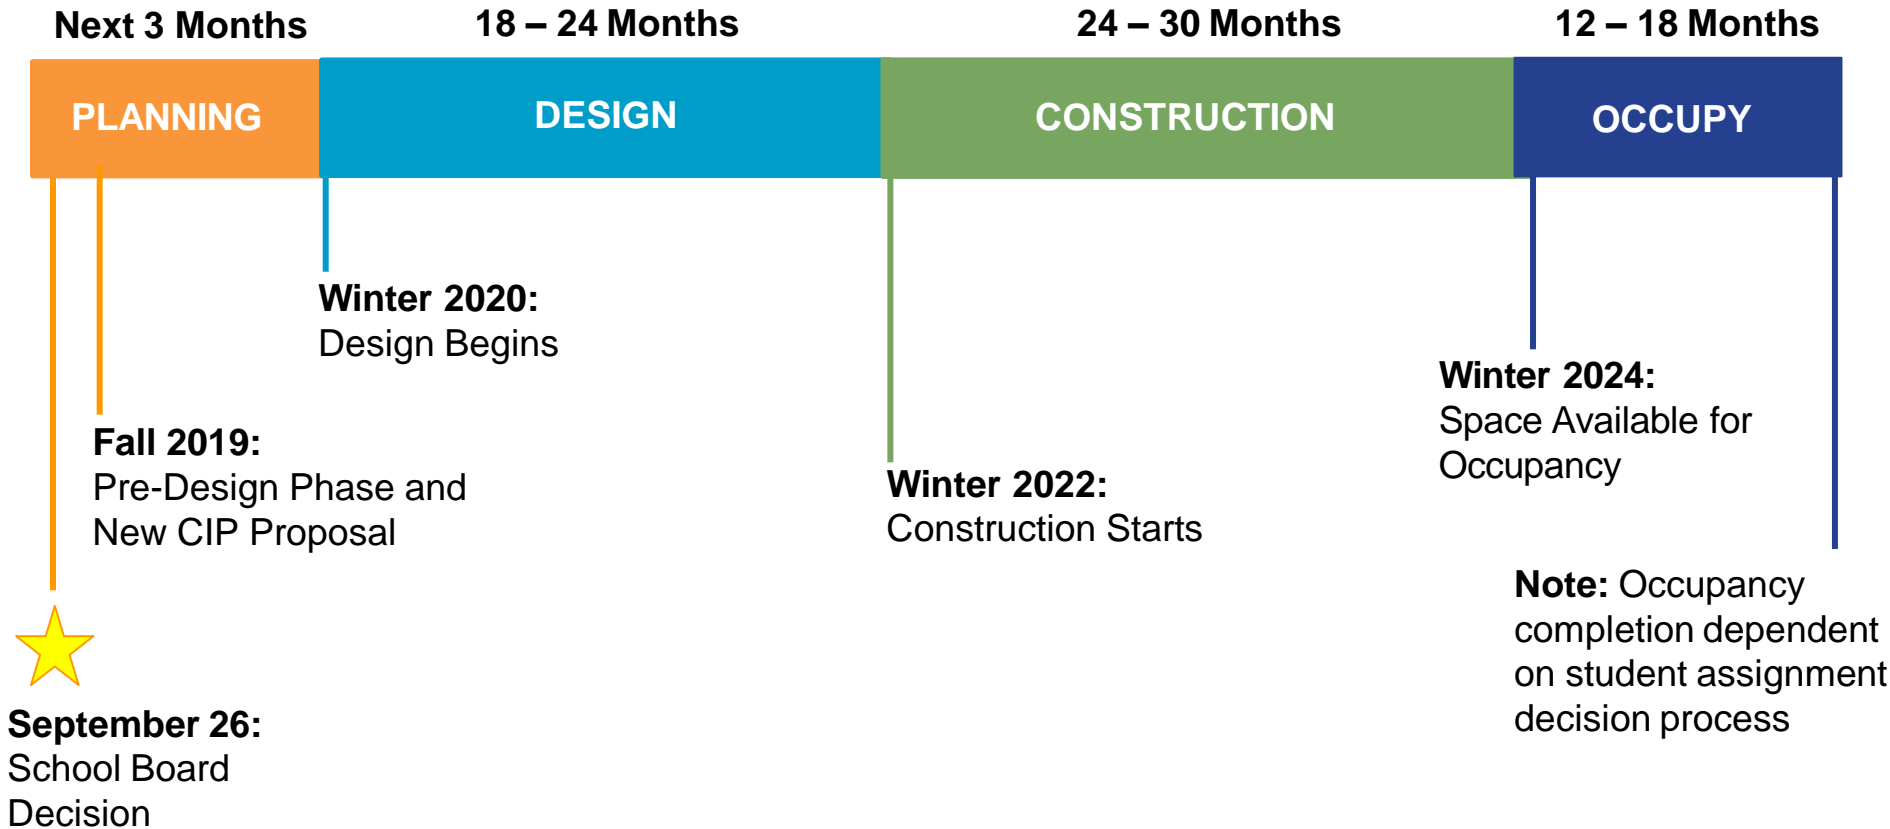 Next 3 Months
18 – 24 Months
24 – 30 Months
12 – 18 Months
PLANNING
DESIGN
CONSTRUCTION
OCCUPY
Winter 2020:
Design Begins
Fall 2019:
Pre-Design Phase and
New CIP Proposal
September 26:
School Board
Decision
Winter 2022:
Construction Starts
Winter 2024:
Space Available for
Occupancy
Note: Occupancy
completion dependent
on student assignment
decision process